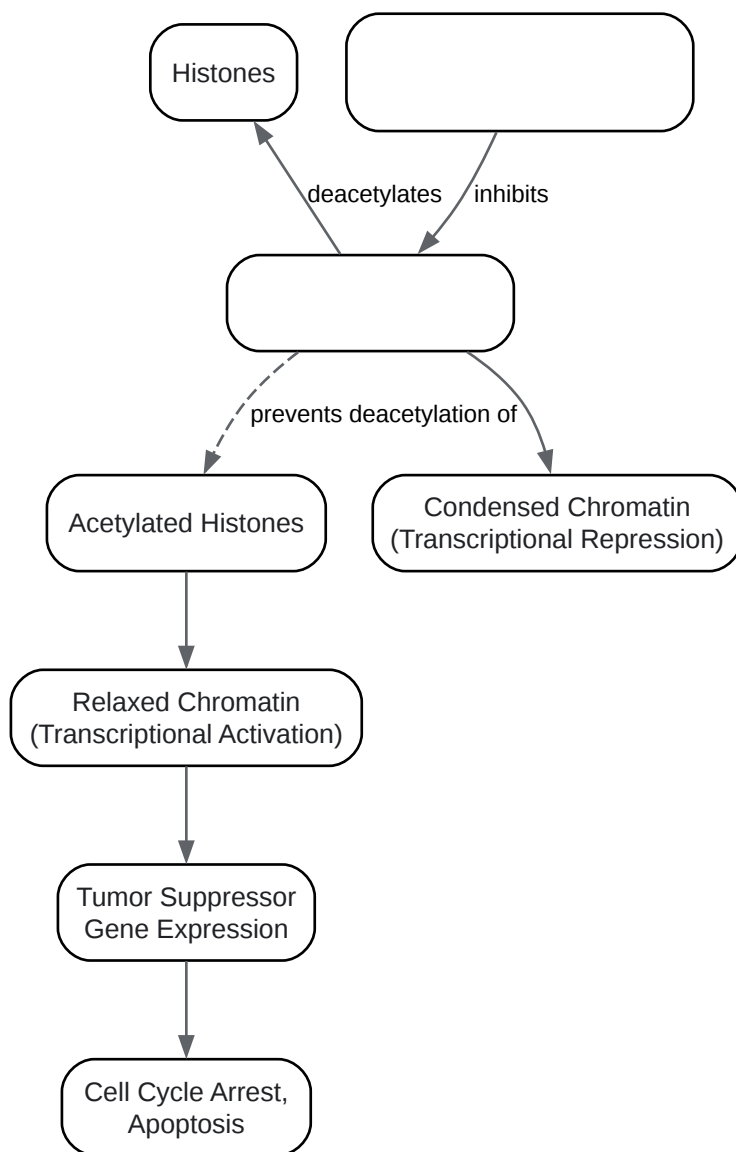 Histones
deacetylates
inhibits
prevents deacetylation of
Acetylated Histones
Condensed Chromatin
(Transcriptional Repression)
Relaxed Chromatin
(Transcriptional Activation)
Tumor Suppressor
Gene Expression
Cell Cycle Arrest,
Apoptosis